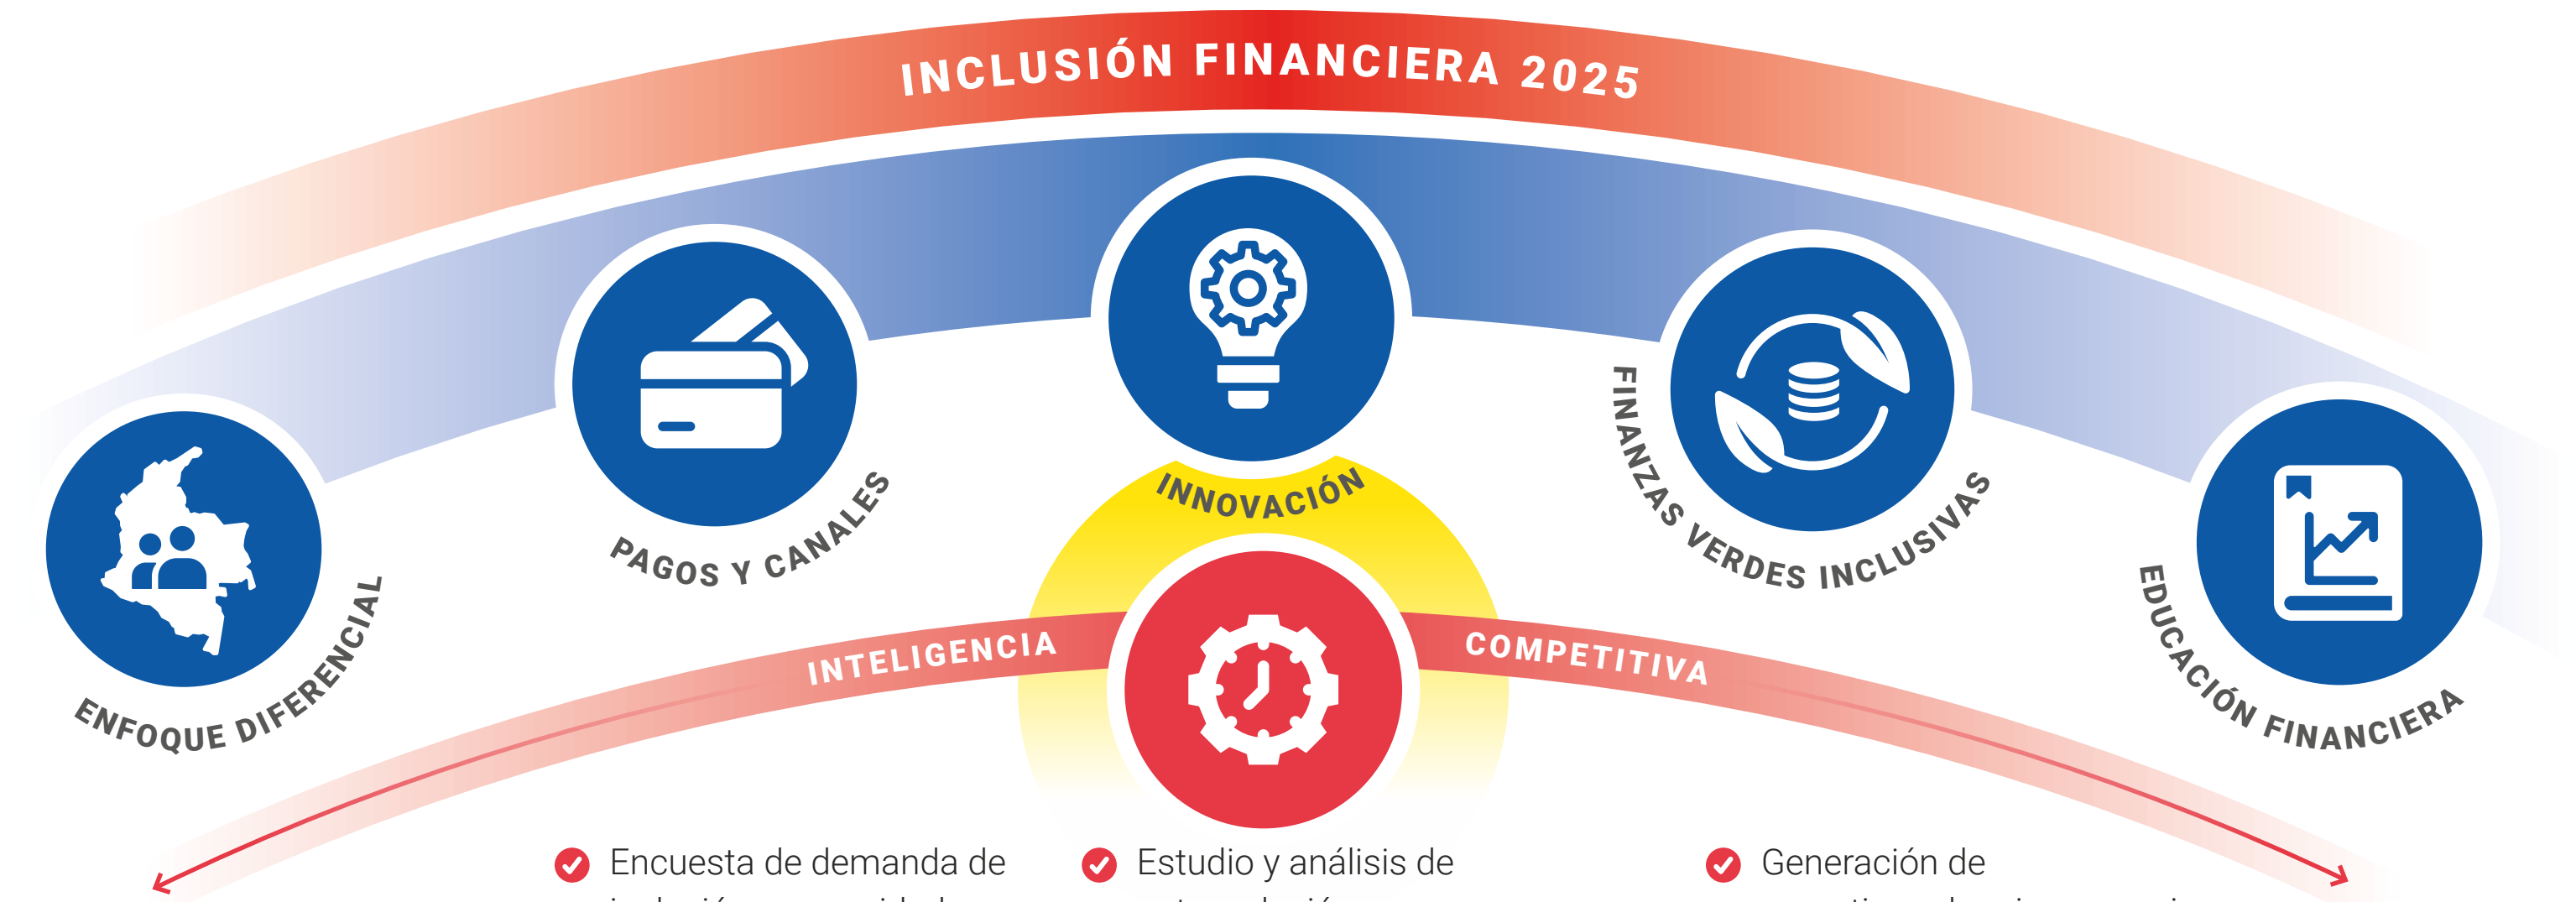 INCLUSIÓN FINANCIERA 2025
ENFOQUE DIFERENCIAL
PAGOS Y CANALES
INNOVACIÓN
FINANZAS VERDES INCLUSIVAS
EDUCACIÓN FINANCIERA
INTELIGENCIA COMPETITIVA
Encuesta de demanda de
Estudio y análisis de
Generación de